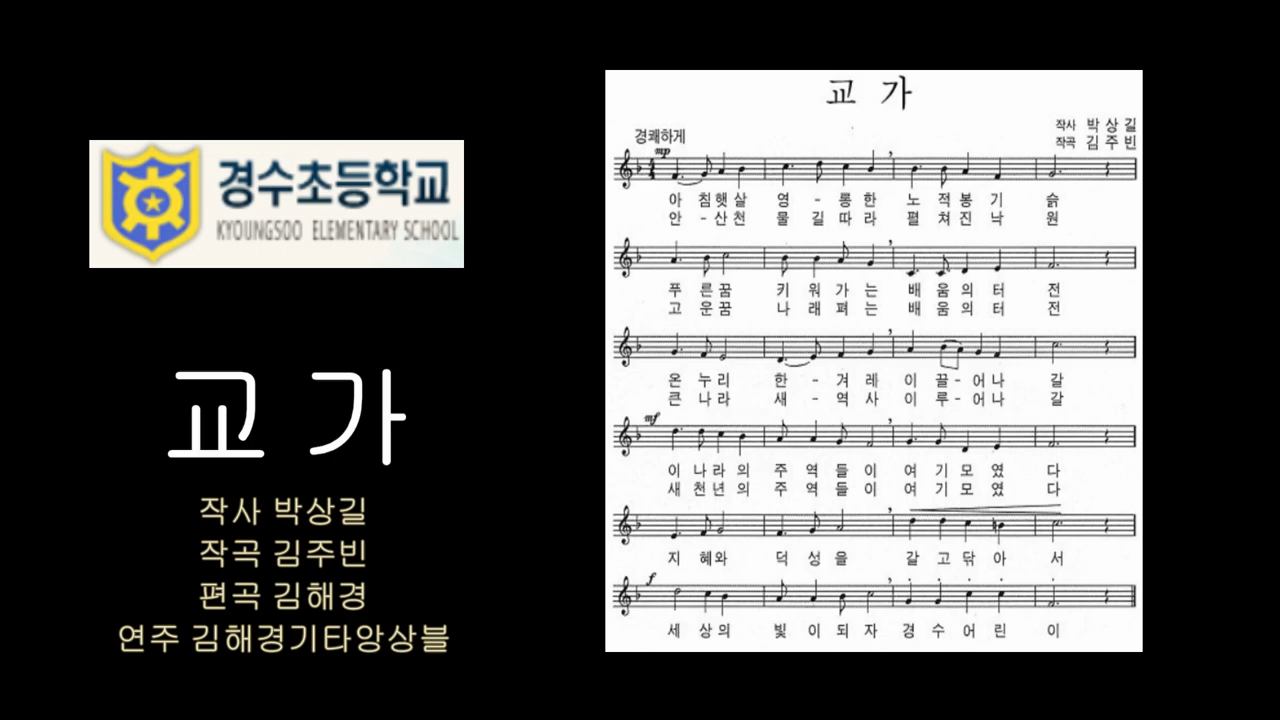 경수초등학교
KYOUNGSOO ELEMENTARY SCHOOL
교 가
작사 박상길
작곡 김주빈
편곡 김해경
연주 김해경기타앙상블
교 가
작사 박 상 길
작곡 김 주 빈
경쾌하게
mp
아 침햇살 영 - 롱 한 노 적 봉 기 슭
안 - 산천 물 길 따 라 펼 쳐 진 낙 원
푸 른꿈 키 워 가 는 배 움 의 터 전
고 운꿈 나 래 펴 는 배 움 의 터 전
온 누리 한 - 겨 레 이 끌 - 어 나 갈
큰 나라 새 - 역 사 이 루 - 어 나 갈
mf
이 나 라 의 주 역 들 이 여 기 모 였 다
새 천 년 의 주 역 들 이 여 기 모 였 다
지 혜와 덕 성 을 갈 고 닦 아 서
f
세 상의 빛 이 되 자 경 수 어 린 이